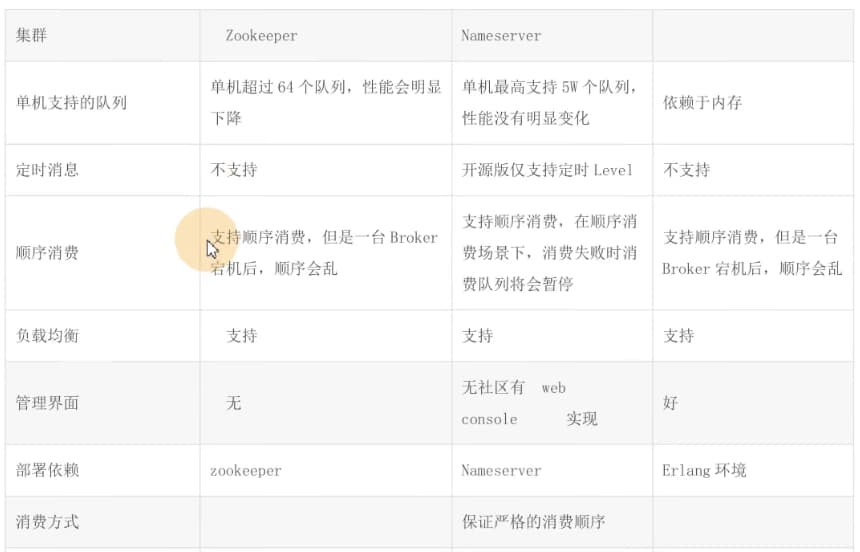 集群 Zookeeper Nameserver
单机支持的队列
单机超过 64 个队列，性能会明显
下降
单机最高支持 5W 个队列，
性能没有明显变化
依赖于内存
定时消息 不支持 开源版仅支持定时 Level 不支持
顺序消费
支持顺序消费，但是一台 Broker
宕机后，顺序会乱
支持顺序消费，在顺序消
费场景下，消费失败时消
费队列将会暂停
支持顺序消费，但是一台
Broker 宕机后，顺序会乱
负载均衡 支持 支持 支持
管理界面
无
无社区有 web
console 实现
好
部署依赖 zookeeper Nameserver Erlang 环境
消费方式 保证严格的消费顺序